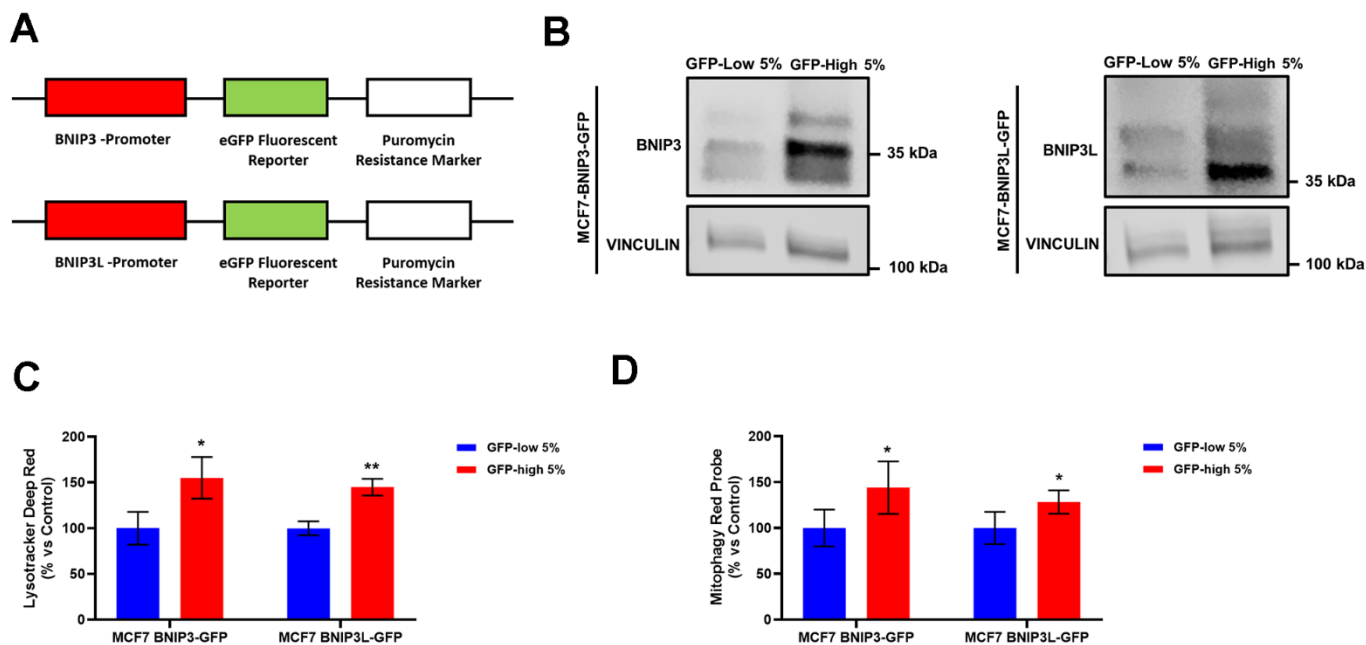 A
BNIP3 -Promoter
eGFP Fluorescent
Reporter
Puromycin
Resistance Marker
BNIP3L -Promoter
eGFP Fluorescent
Reporter
Puromycin
Resistance Marker
B
MCF7-BNIP3-GFP
GFP-Low 5% GFP-High 5%
BNIP3
35 kDa
VINCULIN
100 kDa
MCF7-BNIP3L-GFP
GFP-Low 5% GFP-High 5%
BNIP3L
35 kDa
VINCULIN
100 kDa
C
Lysotracker Deep Red
(% vs Control)
200
150
100
50
0
*
**
MCF7 BNIP3-GFP
MCF7 BNIP3L-GFP
GFP-low 5%
GFP-high 5%
D
Mitophagy Red Probe
(% vs Control)
200
150
100
50
0
*
*
MCF7 BNIP3-GFP
MCF7 BNIP3L-GFP
GFP-low 5%
GFP-high 5%